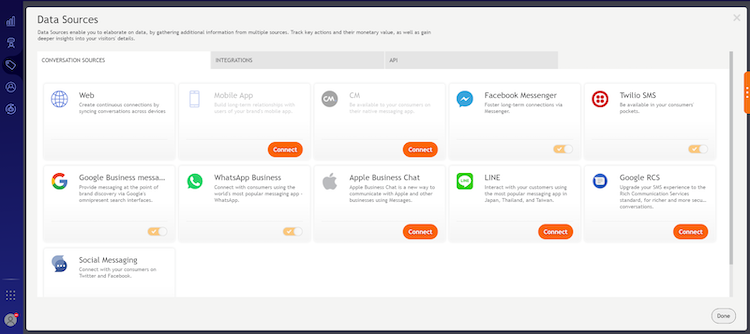 Data Sources
Data Sources enable you to elaborate on data, by gathering additional information from multiple sources. Track key actions and their monetary value, as well as gain
deeper insights into your visitors' details.
CONVERSATION SOURCES
INTEGRATIONS
API
Web
Create continuous connections by
syncing conversations across devices
Mobile App
Build long-term relationships with
users of your brand's mobile app.
Connect
CM
CM
Be available to your consumers on
their native messaging app.
Connect
Facebook Messenger
Foster long-term connections via
Messenger.
Twilio SMS
Be available in your consumers'
pockets.
Google Business messa...
Provide messaging at the point of
brand discovery via Google's
omnipresent search interfaces.
WhatsApp Business
Connect with consumers using the
world's most popular messaging app -
WhatsApp.
Apple Business Chat
Apple Business Chat is a new way to
communicate with Apple and other
businesses using Messages.
Connect
LINE
LINE
Interact with your customers using
the most popular messaging app in
Japan, Thailand, and Taiwan.
Connect
Google RCS
Upgrade your SMS experience to the
Rich Communication Services
standard, for richer and more secu...
conversations.
Connect
Social Messaging
Connect with your consumers on
Twitter and Facebook.
Done